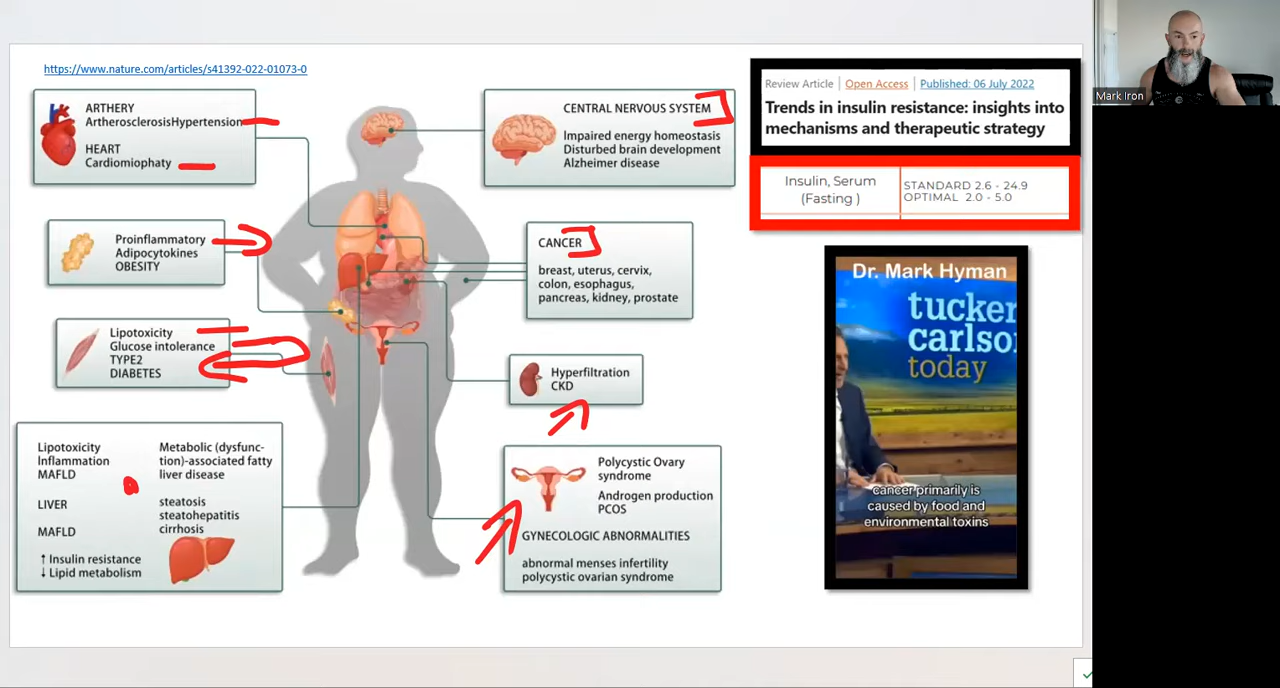 https://www.nature.com/articles/s41392-022-01073-0
ARTHERY
ArtherosclerosisHypertension
HEART
Cardiomiophaty
Proinflammatory
Adipocytokines
OBESITY
Lipotoxicity
Glucose intolerance
TYPE2
DIABETES
Lipotoxicity
Inflammation
MAFLD
LIVER
MAFLD
↑ Insulin resistance
↓ Lipid metabolism
Metabolic (dysfunc-
tion)-associated fatty
liver disease
steatosis
steatohepatitis
cirrhosis
CENTRAL NERVOUS SYSTEM
Impaired energy homeostasis
Disturbed brain development
Alzheimer disease
CANCER
breast, uterus, cervix,
colon, esophagus,
pancreas, kidney, prostate
Hyperfiltration
CKD
Polycystic Ovary
syndrome
Androgen production
PCOS
GYNECOLOGIC ABNORMALITIES
abnormal menses infertility
polycystic ovarian syndrome
Review Article | Open Access | Published: 06 July 2022
Trends in insulin resistance: insights into
mechanisms and therapeutic strategy
Insulin, Serum
(Fasting )
STANDARD 2.6 - 24.9
OPTIMAL 2.0 - 5.0
Dr. Mark Hyman
tucker
carlso
today
cancer primarily is
caused by food and
environmental toxins
Mark Iron